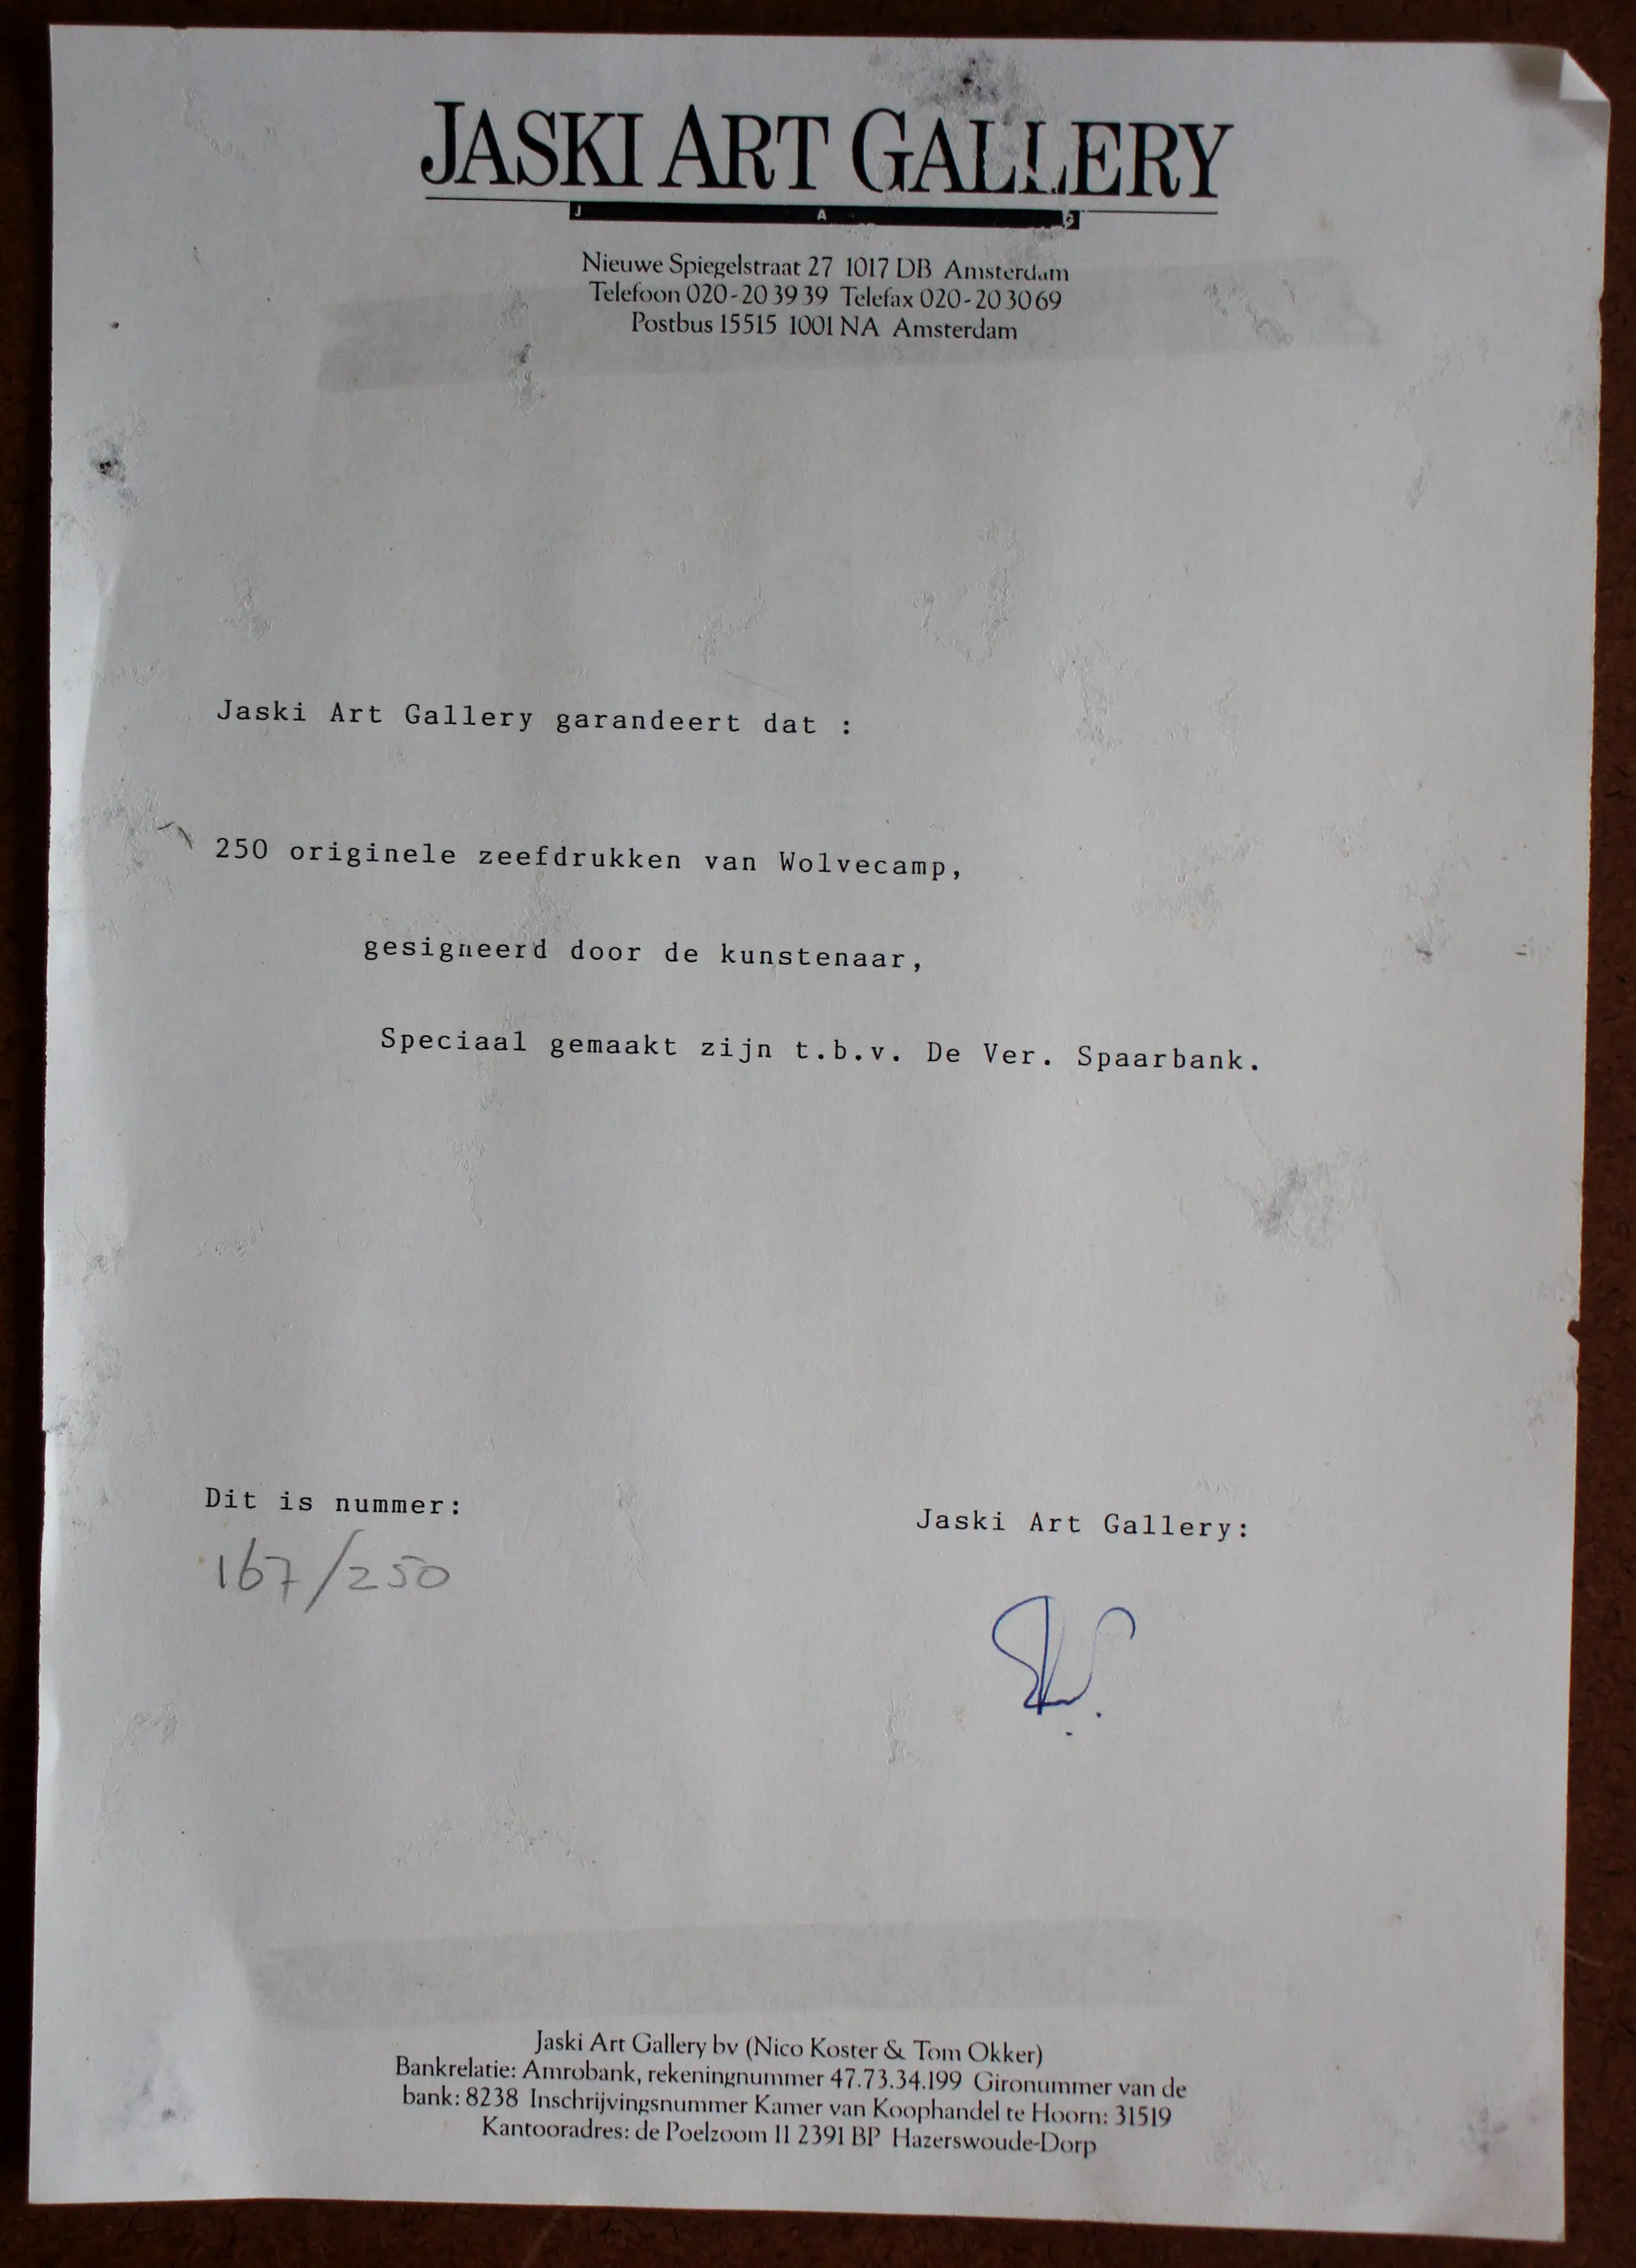 JASKI ART GALLERY
J A G
Nieuwe Spiegelstraat 27 1017 DB Amsterdam
Telefoon 020-20 39 39 Telefax 020-20 30 69
Postbus 15515 1001 NA Amsterdam
Jaski Art Gallery garandeert dat :
250 originele zeefdrukken van Wolvecamp,
gesigneerd door de kunstenaar,
Speciaal gemaakt zijn t.b.v. De Ver. Spaarbank.
Dit is nummer:
167/250
Jaski Art Gallery:
Jaski Art Gallery bv (Nico Koster & Tom Okker)
Bankrelatie: Amrobank, rekeningnummer 47.73.34.199 Gironummer van de
bank: 8238 Inschrijvingsnummer Kamer van Koophandel te Hoorn: 31519
Kantooradres: de Poelzoom 11 2391 BP Hazerswoude-Dorp